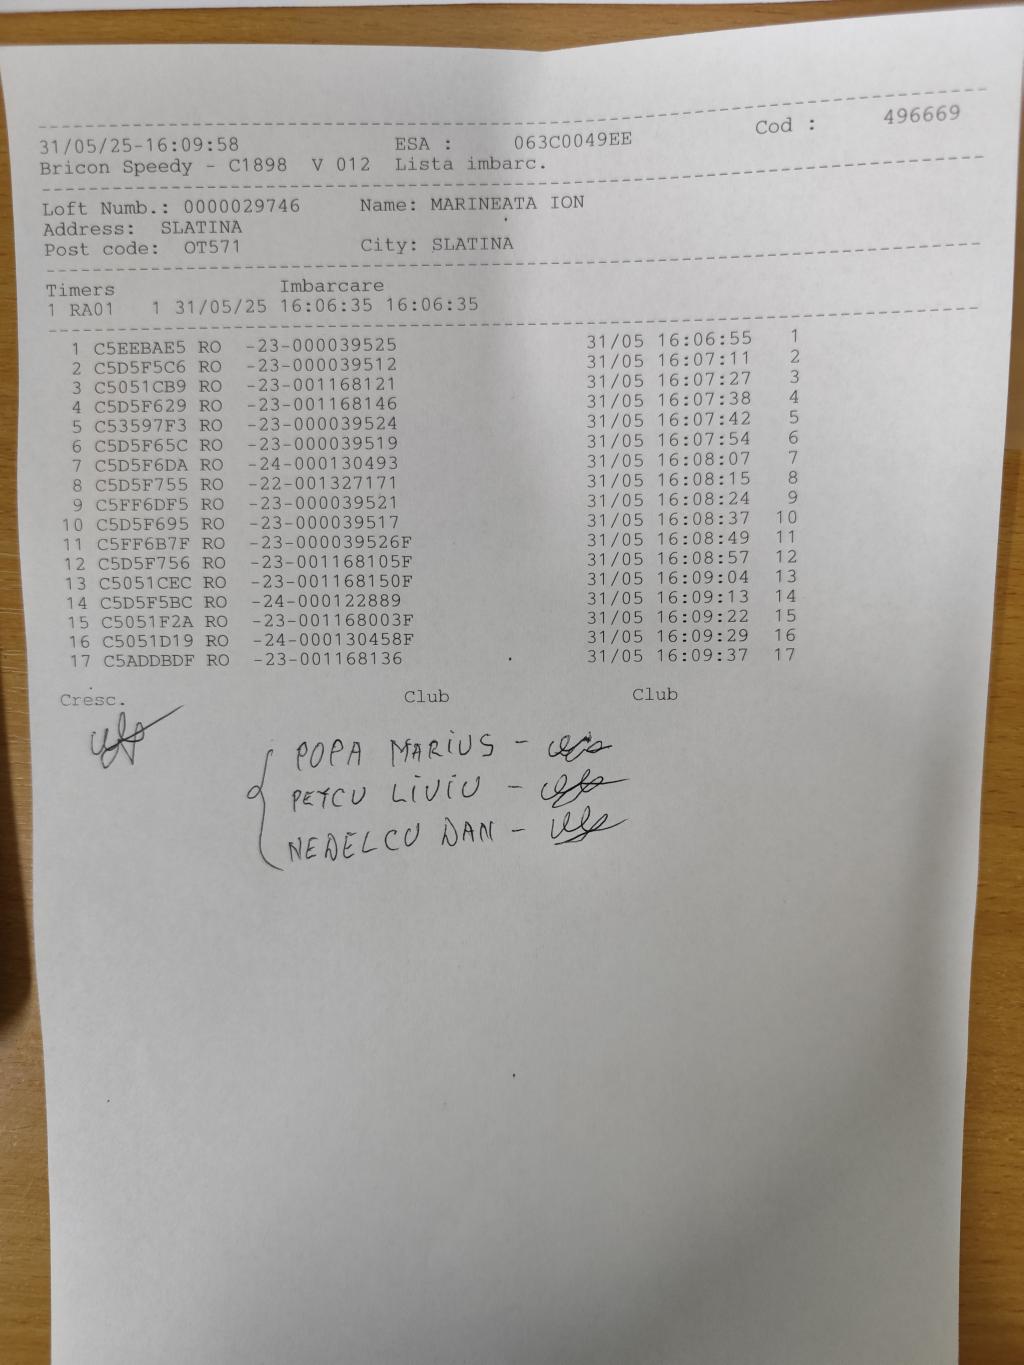 31/05/25-16:09:58 ESA : 063C0049EE Cod : 496669
Bricon Speedy - C1898 V 012 Lista imbarc.
Loft Numb.: 0000029746 Name: MARINEATA ION
Address: SLATINA
Post code: OT571 City: SLATINA
Timers Imbarcare
1 RA01 1 31/05/25 16:06:35 16:06:35
1 C5EEBAE5 RO -23-000039525 31/05 16:06:55 1
2 C5D5F5C6 RO -23-000039512 31/05 16:07:11 2
3 C5051CB9 RO -23-001168121 31/05 16:07:27 3
4 C5D5F629 RO -23-001168146 31/05 16:07:38 4
5 C53597F3 RO -23-000039524 31/05 16:07:42 5
6 C5D5F65C RO -23-000039519 31/05 16:07:54 6
7 C5D5F6DA RO -24-000130493 31/05 16:08:07 7
8 C5D5F755 RO -22-001327171 31/05 16:08:15 8
9 C5FF6DF5 RO -23-000039521 31/05 16:08:24 9
10 C5D5F695 RO -23-000039517 31/05 16:08:37 10
11 C5FF6B7F RO -23-000039526F 31/05 16:08:49 11
12 C5D5F756 RO -23-001168105F 31/05 16:08:57 12
13 C5051CEC RO -23-001168150F 31/05 16:09:04 13
14 C5D5F5BC RO -24-000122889 31/05 16:09:13 14
15 C5051F2A RO -23-001168003F 31/05 16:09:22 15
16 C5051D19 RO -24-000130458F 31/05 16:09:29 16
17 C5ADDBDF RO -23-001168136 31/05 16:09:37 17
Cresc. Club Club
POPA MARIUS -
PETCU LIVIU -
NEDELCU DAN -